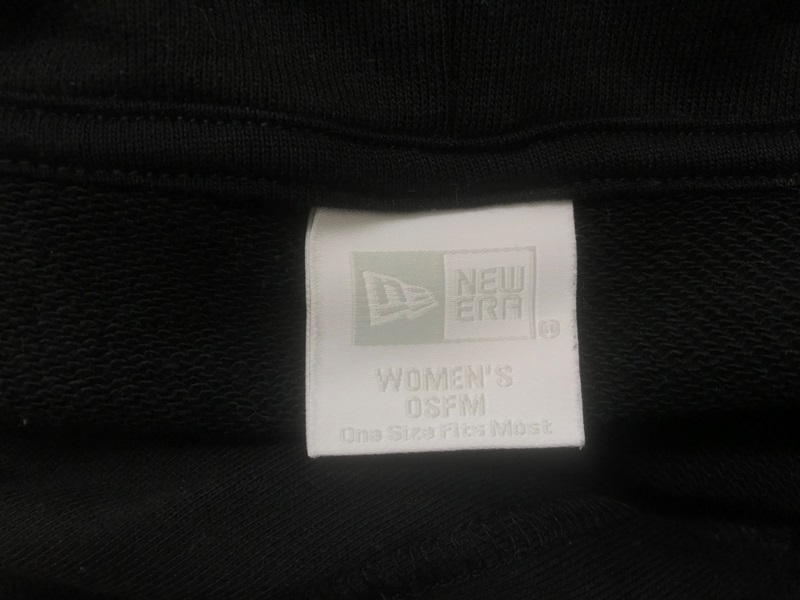 NEW
ERA
®
WOMEN'S
OSFM
One Size Fits Most